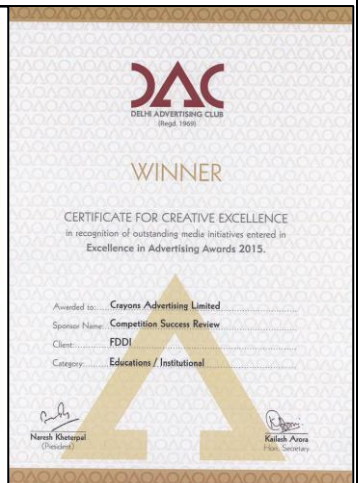 DAC
DELHI ADVERTISING CLUB
(Regd. 1969)
WINNER
CERTIFICATE FOR CREATIVE EXCELLENCE
in recognition of outstanding media initiatives entered in
Excellence in Advertising Awards 2015.
Awarded to: Crayons Advertising Limited
Sponsor Name: Competition Success Review
Client: FDDI
Category: Educations / Institutional
Naresh Kheterpal
(President)
Kailesh Arora
Hon. Secretary